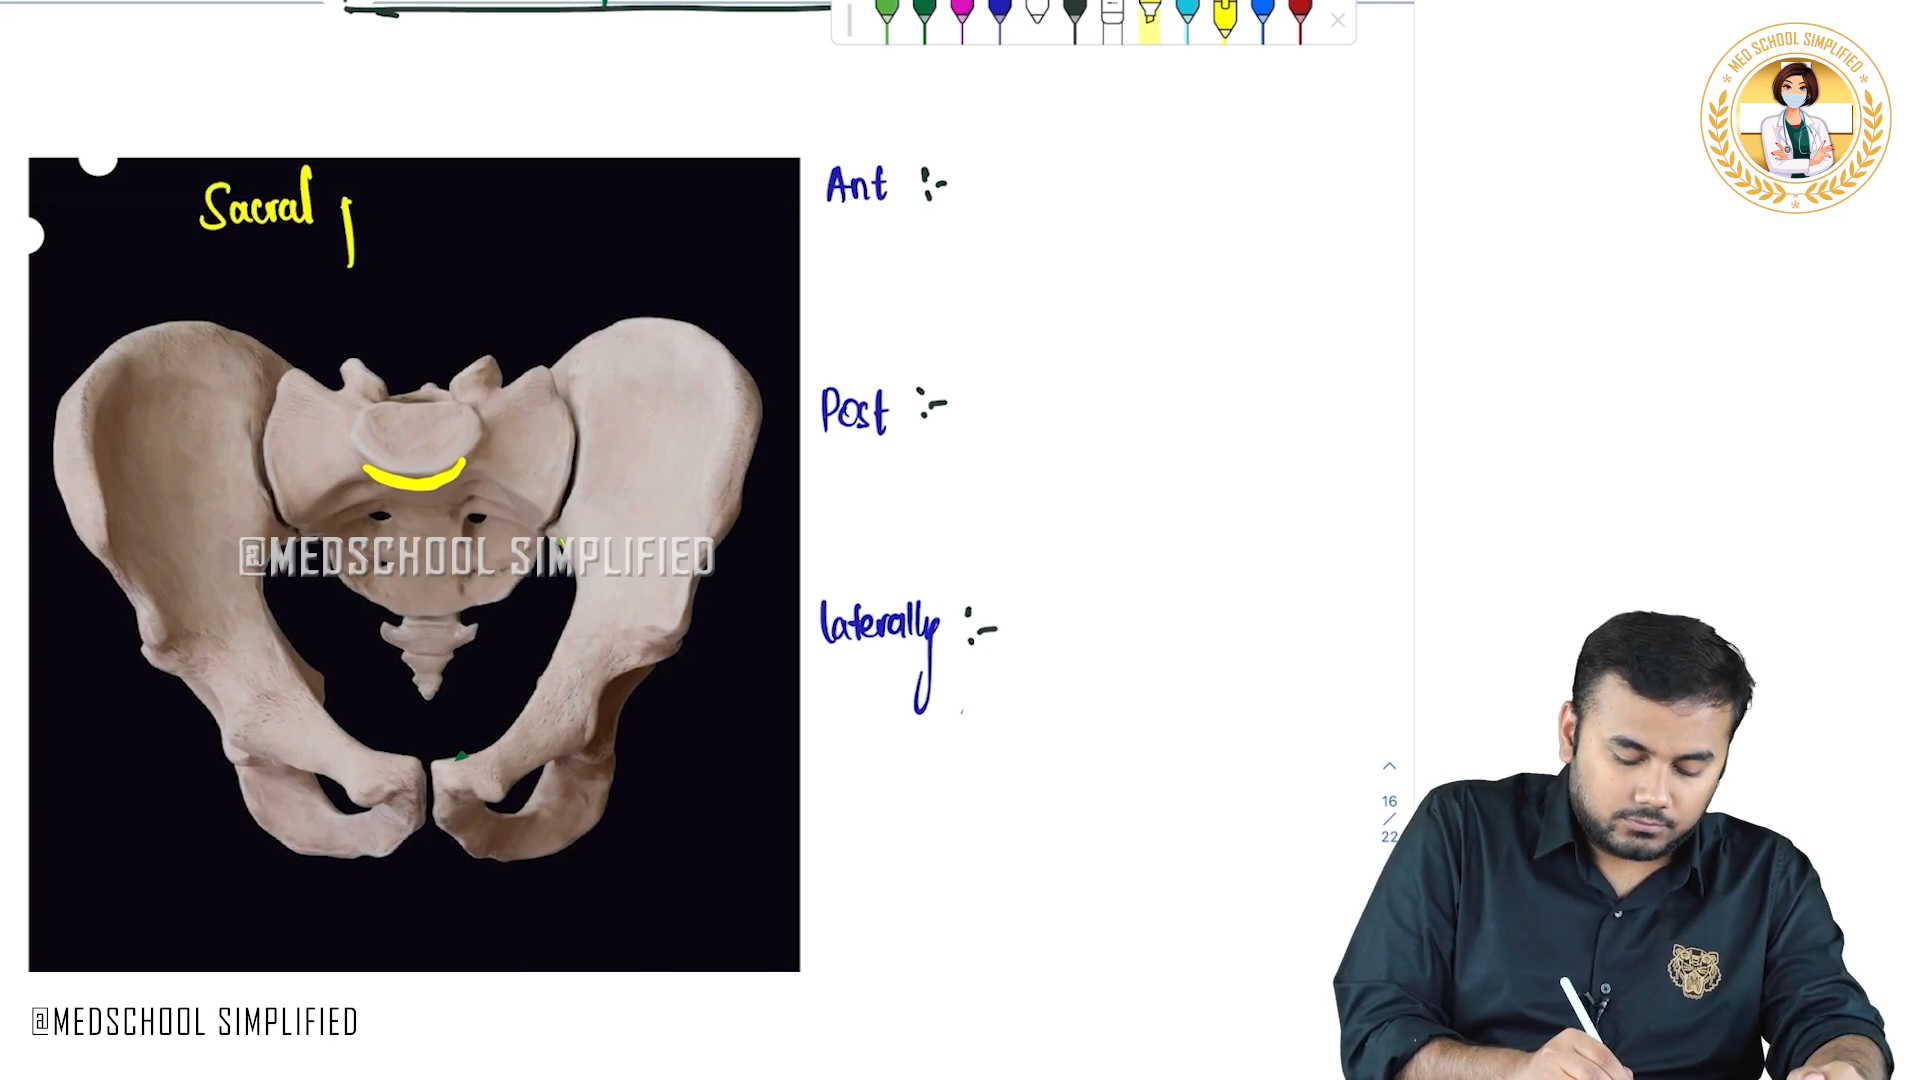 MED SCHOOL SIMPLIFIED
Sacral p
Ant :-
Post :-
laterally :-
@MEDSCHOOL SIMPLIFIED
16
/
22
@MEDSCHOOL SIMPLIFIED